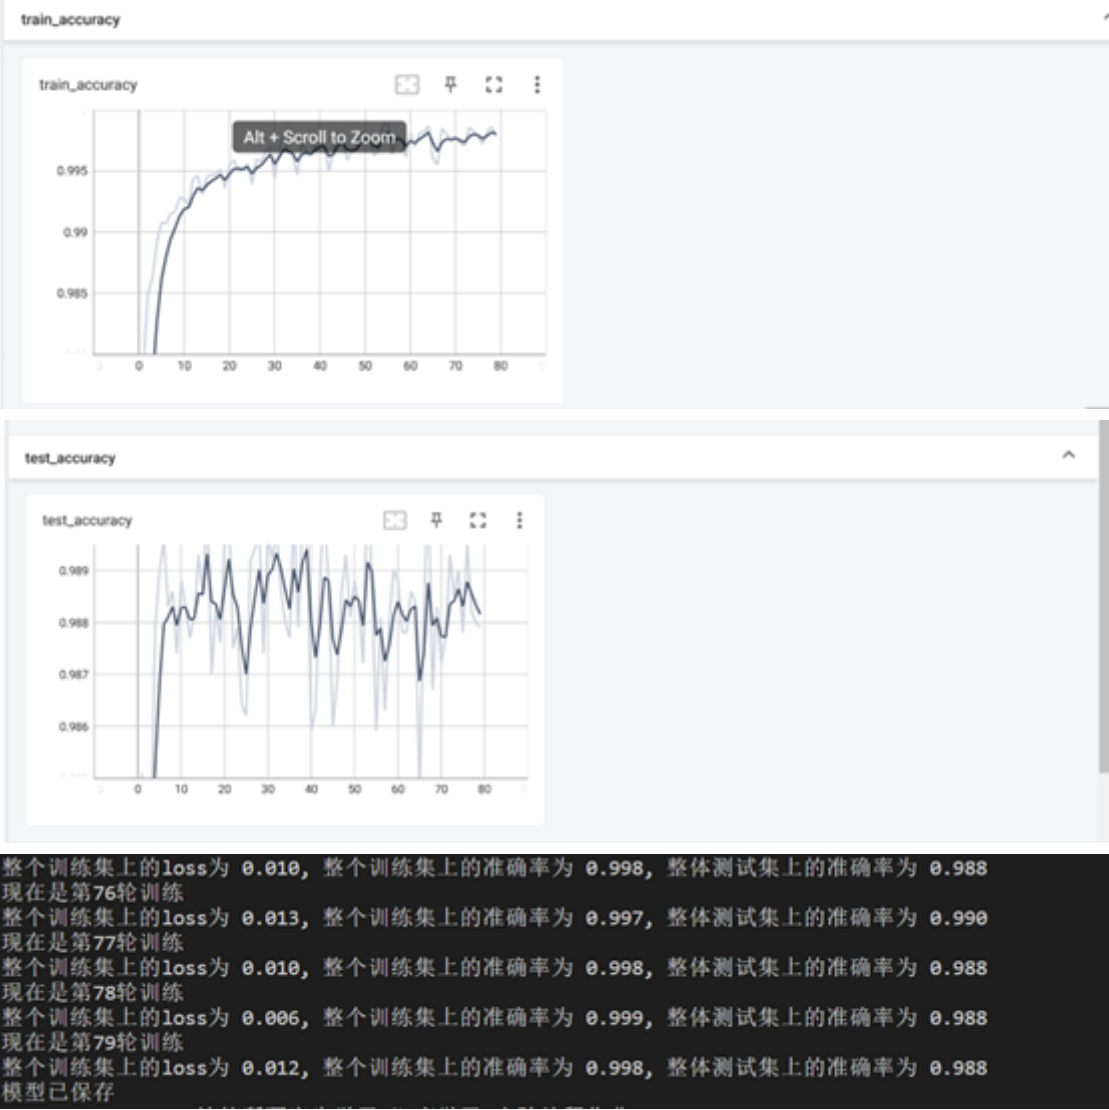 train_accuracy
train_accuracy
Alt + Scroll to Zoom
0.995
0.99
0.985
0 10 20 30 40 50 60 70 80
test_accuracy
test_accuracy
0.989
0.988
0.987
0.986
0 10 20 30 40 50 60 70 80
整个训练集上的loss为 0.010, 整个训练集上的准确率为 0.998, 整体测试集上的准确率为 0.988
现在是第76轮训练
整个训练集上的loss为 0.013, 整个训练集上的准确率为 0.997, 整体测试集上的准确率为 0.990
现在是第77轮训练
整个训练集上的loss为 0.010, 整个训练集上的准确率为 0.998, 整体测试集上的准确率为 0.988
现在是第78轮训练
整个训练集上的loss为 0.006, 整个训练集上的准确率为 0.999, 整体测试集上的准确率为 0.988
现在是第79轮训练
整个训练集上的loss为 0.012, 整个训练集上的准确率为 0.998, 整体测试集上的准确率为 0.988
模型已保存